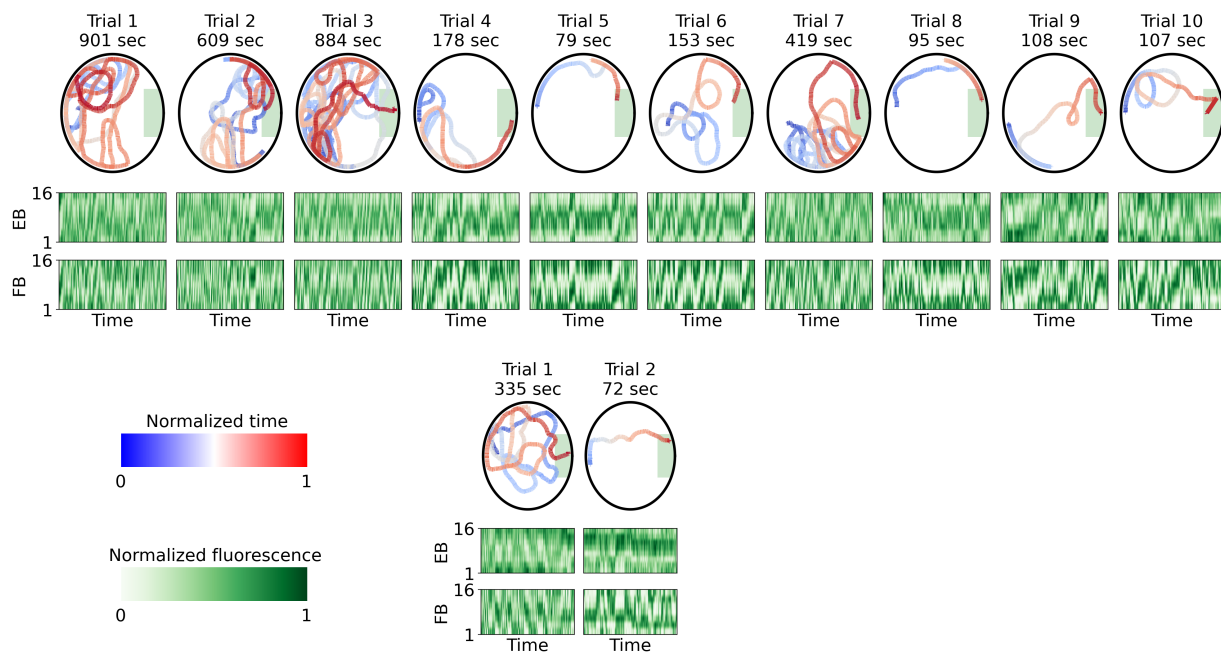 Trial 1 Trial 2 Trial 3 Trial 4 Trial 5 Trial 6 Trial 7 Trial 8 Trial 9 Trial 10
901 sec 609 sec 884 sec 178 sec 79 sec 153 sec 419 sec 95 sec 108 sec 107 sec
16
EB
1
16
FB
1
Time Time Time Time Time Time Time Time Time Time
Trial 1 Trial 2
335 sec 72 sec
Normalized time
0 1
16
EB
1
Normalized fluorescence
0 1
16
FB
1
Time Time